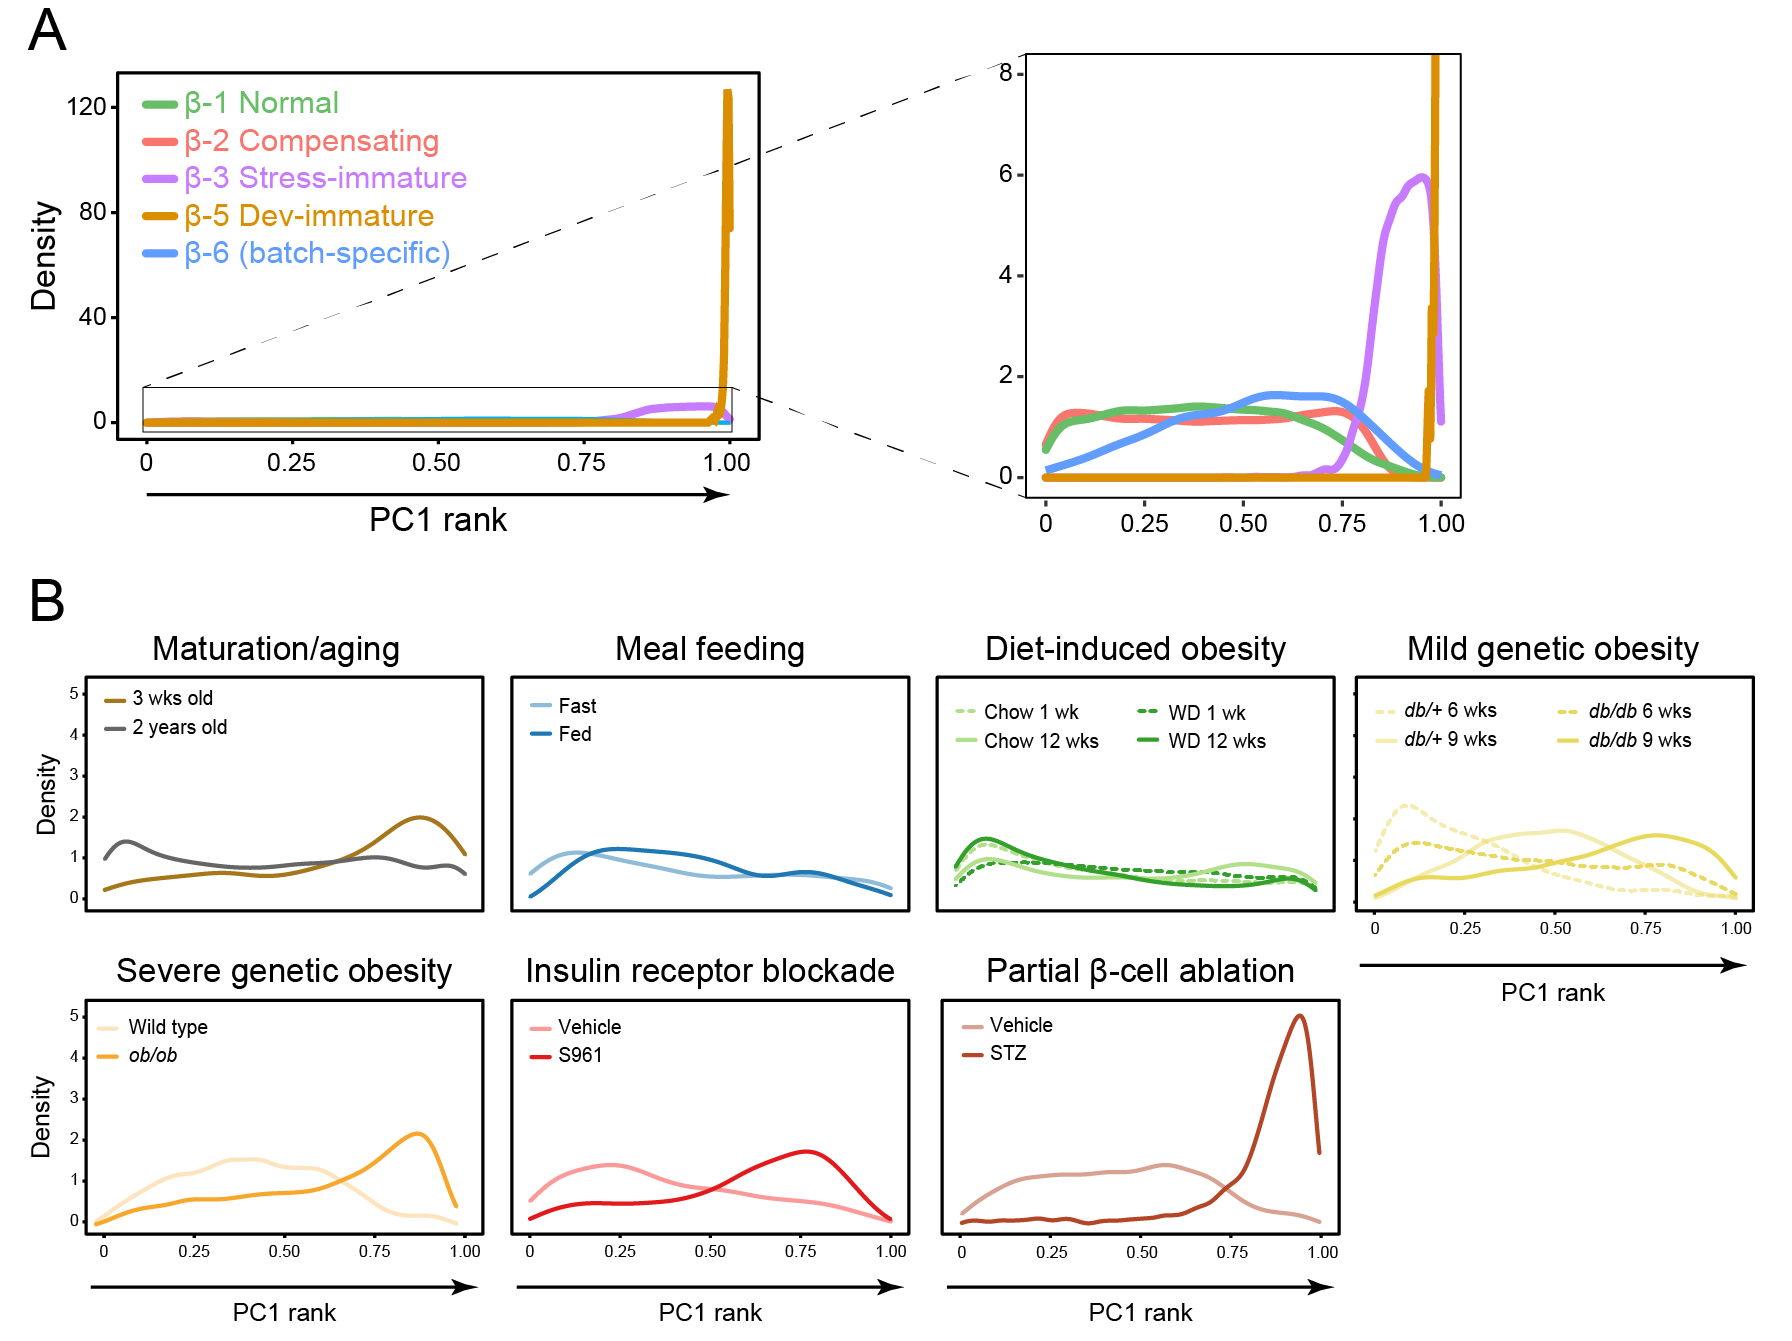 A
Density
120
80
40
0
β-1 Normal
β-2 Compensating
β-3 Stress-immature
β-5 Dev-immature
β-6 (batch-specific)
0 0.25 0.50 0.75 1.00
PC1 rank
8
6
4
2
0
0 0.25 0.50 0.75 1.00
B
Maturation/aging
Density
5
4
3
2
1
0
3 wks old
2 years old
Meal feeding
Fast
Fed
Diet-induced obesity
Chow 1 wk WD 1 wk
Chow 12 wks WD 12 wks
Mild genetic obesity
db/+ 6 wks db/db 6 wks
db/+ 9 wks db/db 9 wks
0 0.25 0.50 0.75 1.00
PC1 rank
Severe genetic obesity
Density
5
4
3
2
1
0
Wild type
ob/ob
0 0.25 0.50 0.75 1.00
PC1 rank
Insulin receptor blockade
Vehicle
S961
0 0.25 0.50 0.75 1.00
PC1 rank
Partial β-cell ablation
Vehicle
STZ
0 0.25 0.50 0.75 1.00
PC1 rank